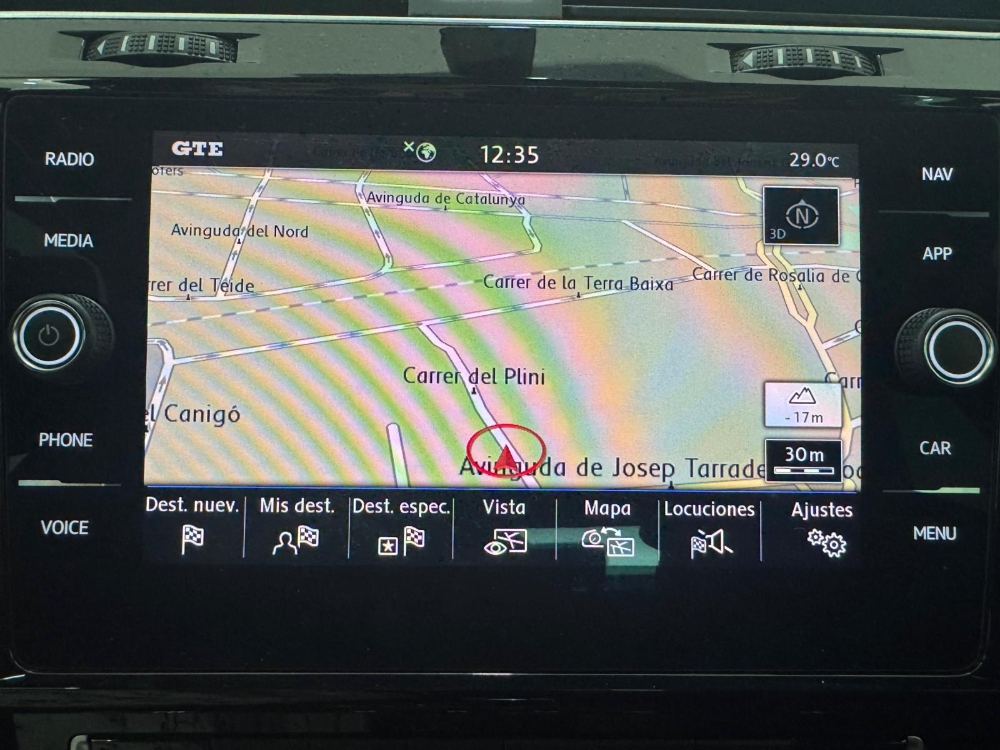 GTE
12:35
29.0°C
RADIO
MEDIA
PHONE
VOICE
NAV
APP
CAR
MENU
Avinguda de Catalunya
Avinguda del Nord
Carrer de la Terra Baixa
Carrer de Rosalia de C
rrer del Teide
Carrer del Plini
el Canigó
Carr
Avinguda de Josep Tarrade
N
3D
-17m
30m
Dest. nuev.
Mis dest.
Dest. espec.
Vista
Mapa
Locuciones
Ajustes